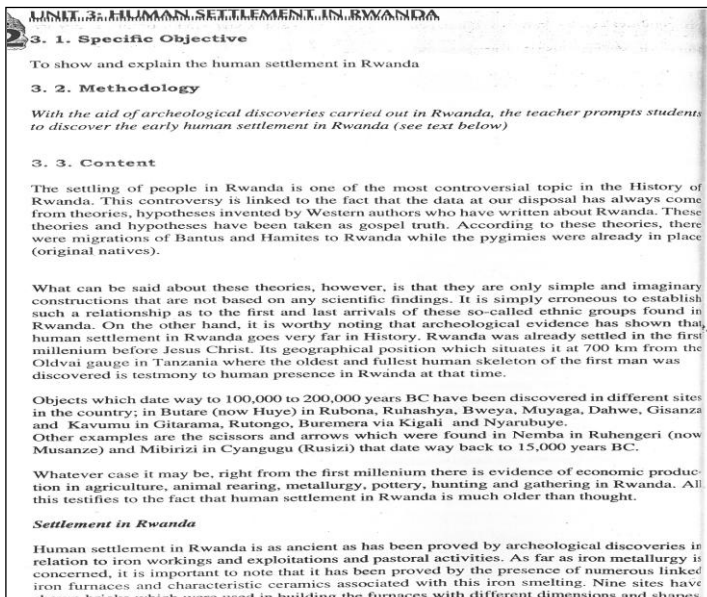 UNIT 3: HUMAN SETTLEMENT IN RWANDA
3. 1. Specific Objective
To show and explain the human settlement in Rwanda
3. 2. Methodology
With the aid of archeological discoveries carried out in Rwanda, the teacher prompts students
to discover the early human settlement in Rwanda (see text below)
3. 3. Content
The settling of people in Rwanda is one of the most controversial topic in the History of
Rwanda. This controversy is linked to the fact that the data at our disposal has always come
from theories, hypotheses invented by Western authors who have written about Rwanda. These
theories and hypotheses have been taken as gospel truth. According to these theories, there
were migrations of Bantus and Hamites to Rwanda while the pygimies were already in place
(original natives).
What can be said about these theories, however, is that they are only simple and imaginary
constructions that are not based on any scientific findings. It is simply erroneous to establish
such a relationship as to the first and last arrivals of these so-called ethnic groups found in
Rwanda. On the other hand, it is worthy noting that archeological evidence has shown that
human settlement in Rwanda goes very far in History. Rwanda was already settled in the first
millenium before Jesus Christ. Its geographical position which situates it at 700 km from the
Oldvai gauge in Tanzania where the oldest and fullest human skeleton of the first man was
discovered is testmony to human presence in Rwanda at that time.
Objects which date way to 100,000 to 200,000 years BC have been discovered in different sites
in the country; in Butare (now Huye) in Rubona, Ruhashya, Bweya, Muyaga, Dahwe, Gisanza
and Kavumu in Gitarama, Rutongo, Buremera via Kigali and Nyarubuye.
Other examples are the scissors and arrows which were found in Nemba in Ruhengeri (now
Musanze) and Mibirizi in Cyangugu (Rusizi) that date way back to 15,000 years BC.
Whatever case it may be, right from the first millenium there is evidence of economic produc-
tion in agriculture, animal rearing, metallurgy, pottery, hunting and gathering in Rwanda. All
this testifies to the fact that human settlement in Rwanda is much older than thought.
Settlement in Rwanda
Human settlement in Rwanda is as ancient as has been proved by archeological discoveries in
relation to iron workings and exploitations and pastoral activities. As far as iron metallurgy is
concerned, it is important to note that it has been proved by the presence of numerous linked
iron furnaces and characteristic ceramics associated with this iron smelting. Nine sites have
bricks which were used in building the furnaces with different dimensions and shapes